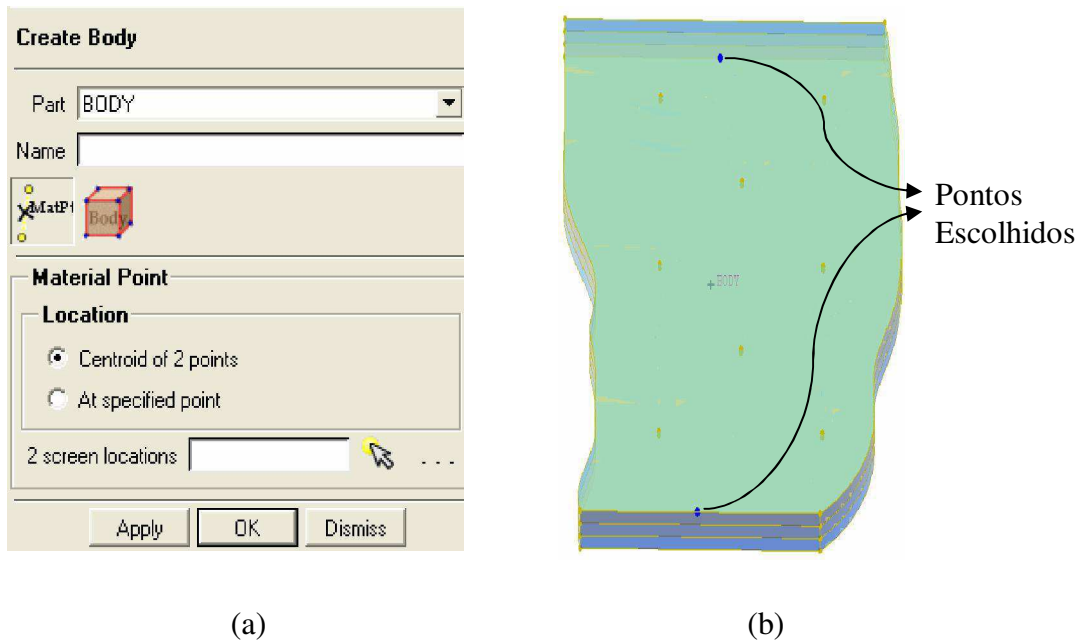 Create Body
Part BODY
Name
MatPt
Body
Material Point
Location
Centroid of 2 points
At specified point
2 screen locations
. . .
Apply OK Dismiss
BODY
Pontos
Escolhidos
(a) (b)